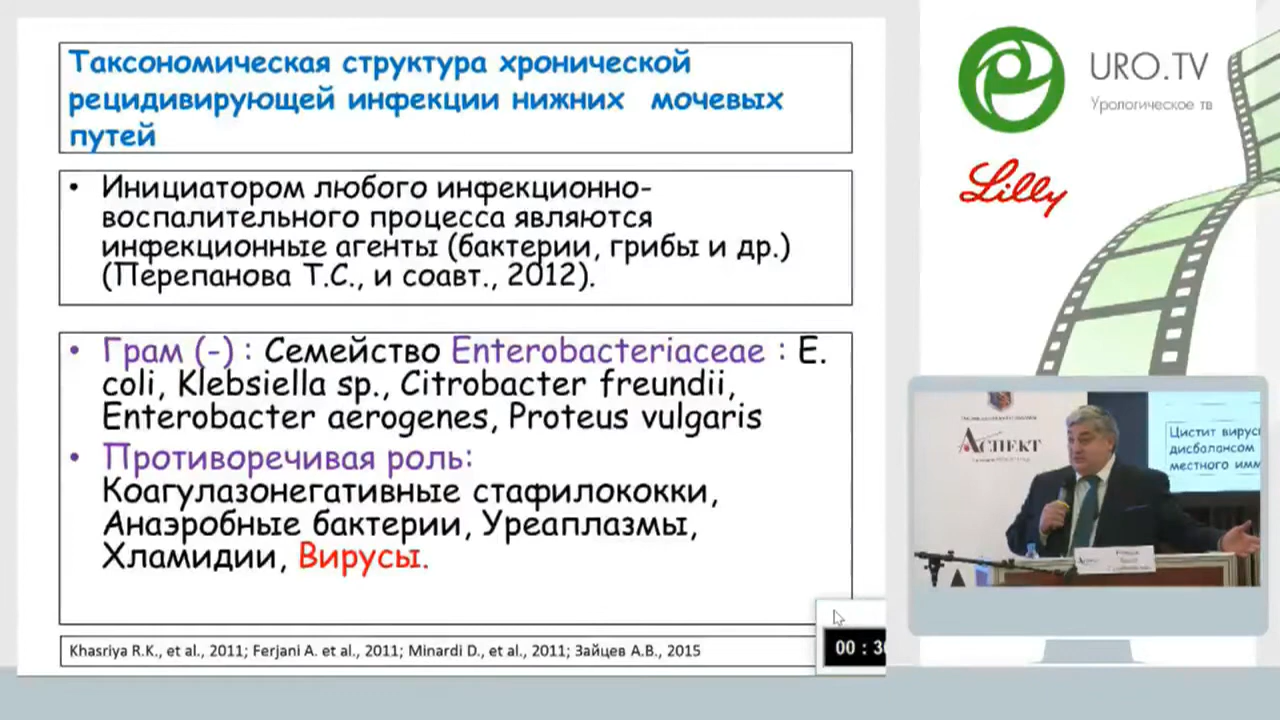 Таксономическая структура хронической
рецидивирующей инфекции нижних мочевых
путей
• Инициатором любого инфекционно-
воспалительного процесса являются
инфекционные агенты (бактерии, грибы и др.)
(Перепанова Т.С., и соавт., 2012).
• Грам (-) : Семейство Enterobacteriaceae : E.
coli, Klebsiella sp., Citrobacter freundii,
Enterobacter aerogenes, Proteus vulgaris
• Противоречивая роль:
Коагулазонегативные стафилококки,
Анаэробные бактерии, Уреаплазмы,
Хламидии, Вирусы.
Khasriya R.K., et al., 2011; Ferjani A. et al., 2011; Minardi D., et al., 2011; Зайцев А.В., 2015
00 : 3
URO.TV
Урологическое тв
Lilly
АСПЕКТ
Цистит вирус
дисбалансом
местного имм